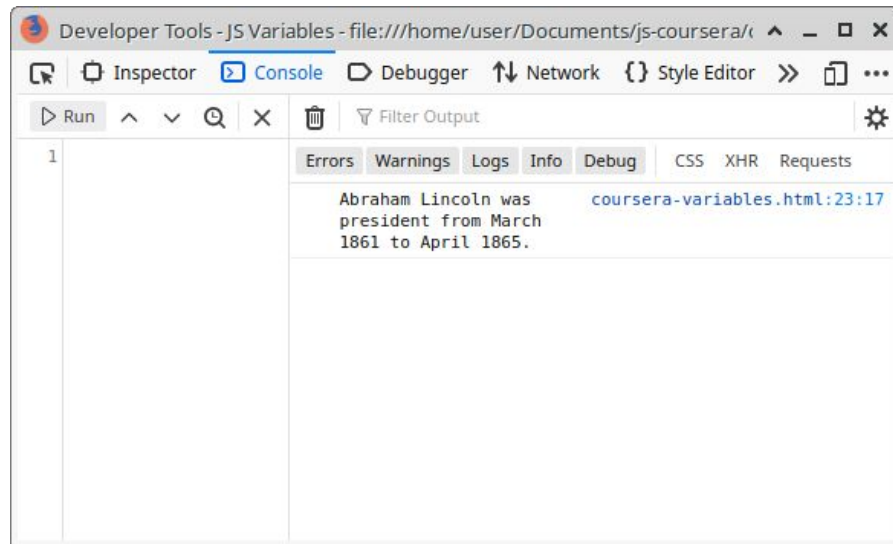 Developer Tools - JS Variables - file:///home/user/Documents/js-coursera/
Inspector Console Debugger Network Style Editor
Run Filter Output
1
Errors Warnings Logs Info Debug CSS XHR Requests
Abraham Lincoln was coursera-variables.html:23:17
president from March
1861 to April 1865.